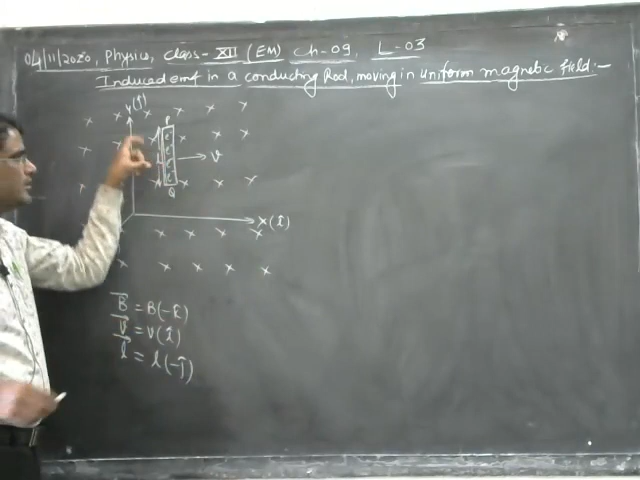 04/11/2020, Physics, Class-XII (EM) Ch-09, L-03
Induced emf in a conducting Rod, moving in uniform magnetic field:-
Y(ĵ)
P
l
V
Q
X(î)
B⃗ = B(-k̂)
V⃗ = V(î)
l⃗ = l(-ĵ)